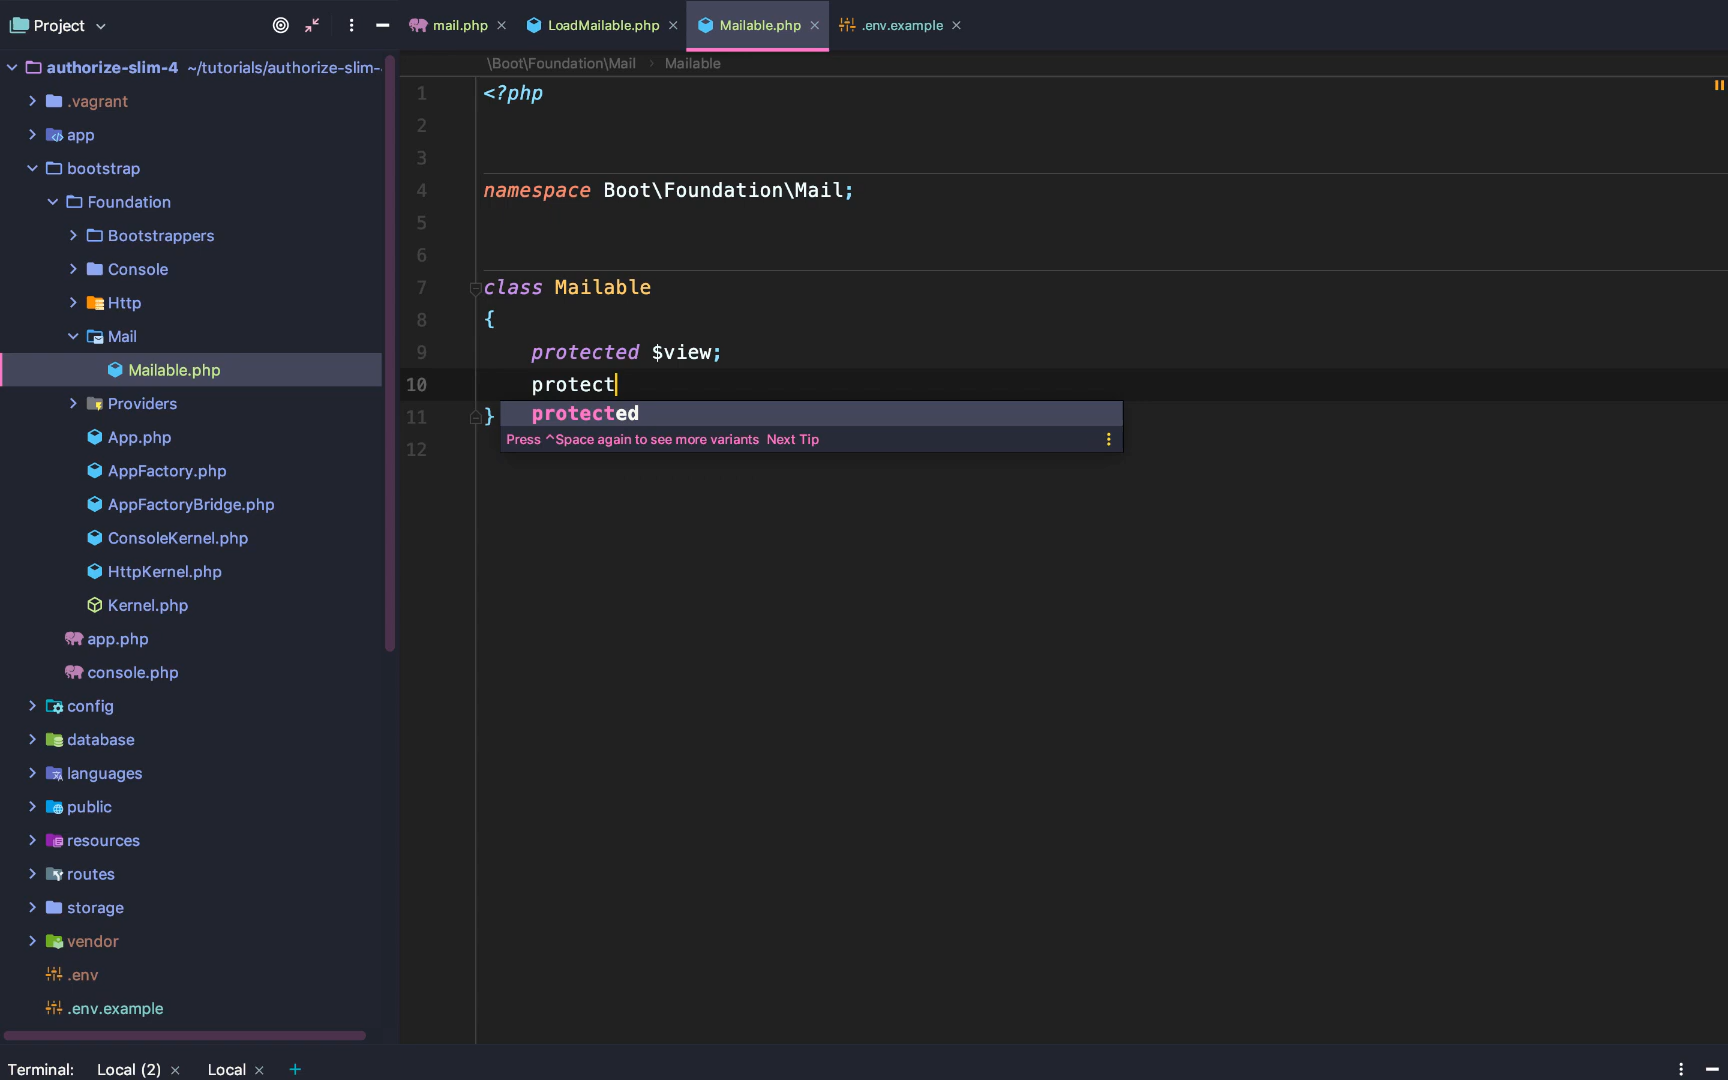 Project
mail.php
LoadMailable.php
Mailable.php
.env.example
authorize-slim-4 ~/tutorials/authorize-slim-
.vagrant
app
bootstrap
Foundation
Bootstrappers
Console
Http
Mail
Mailable.php
Providers
App.php
AppFactory.php
AppFactoryBridge.php
ConsoleKernel.php
HttpKernel.php
Kernel.php
app.php
console.php
config
database
languages
public
resources
routes
storage
vendor
.env
.env.example
\Boot\Foundation\Mail > Mailable
1 <?php
2
3
4 namespace Boot\Foundation\Mail;
5
6
7 class Mailable
8 {
9 protected $view;
10 protect
11 }
12
protected
Press ^Space again to see more variants Next Tip
Terminal: Local (2) Local +